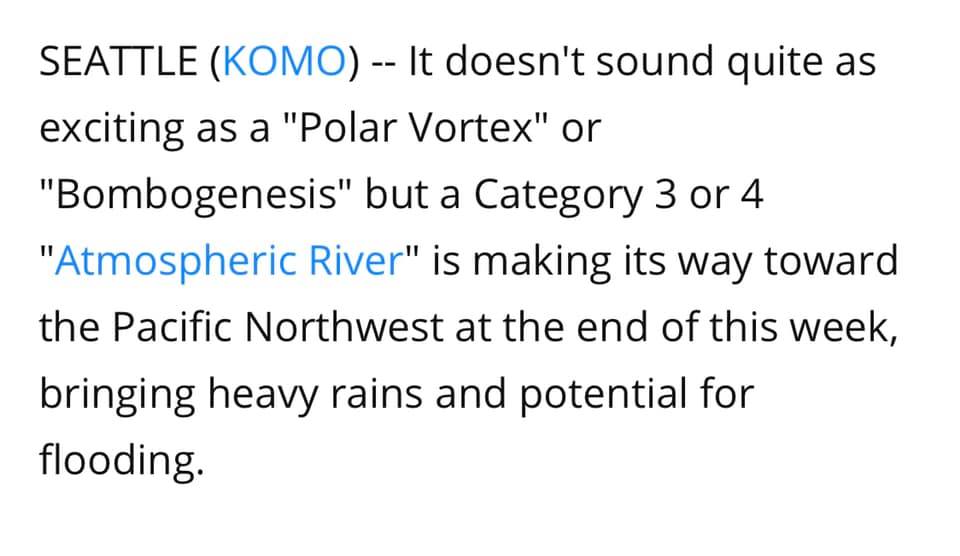 SEATTLE (KOMO) -- It doesn't sound quite as
exciting as a "Polar Vortex" or
"Bombogenesis" but a Category 3 or 4
"Atmospheric River" is making its way toward
the Pacific Northwest at the end of this week,
bringing heavy rains and potential for
flooding.